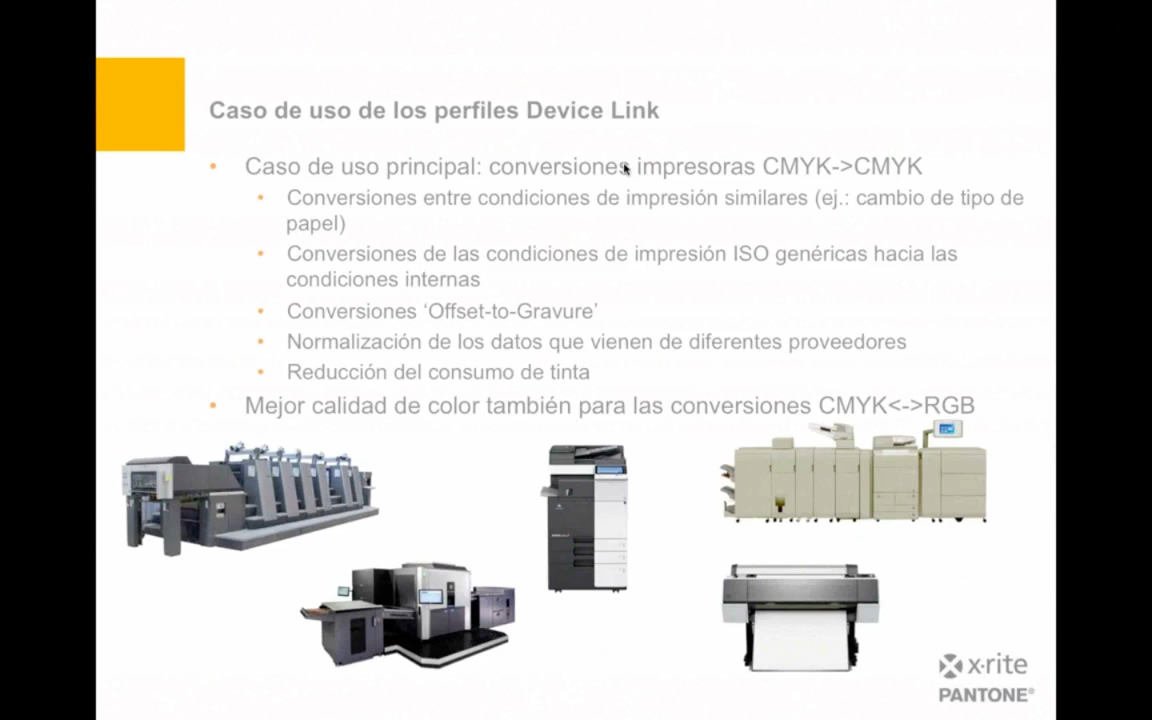 Caso de uso de los perfiles Device Link
• Caso de uso principal: conversiones impresoras CMYK->CMYK
• Conversiones entre condiciones de impresión similares (ej.: cambio de tipo de
papel)
• Conversiones de las condiciones de impresión ISO genéricas hacia las
condiciones internas
• Conversiones ‘Offset-to-Gravure’
• Normalización de los datos que vienen de diferentes proveedores
• Reducción del consumo de tinta
• Mejor calidad de color también para las conversiones CMYK<->RGB
x·rite
PANTONE®